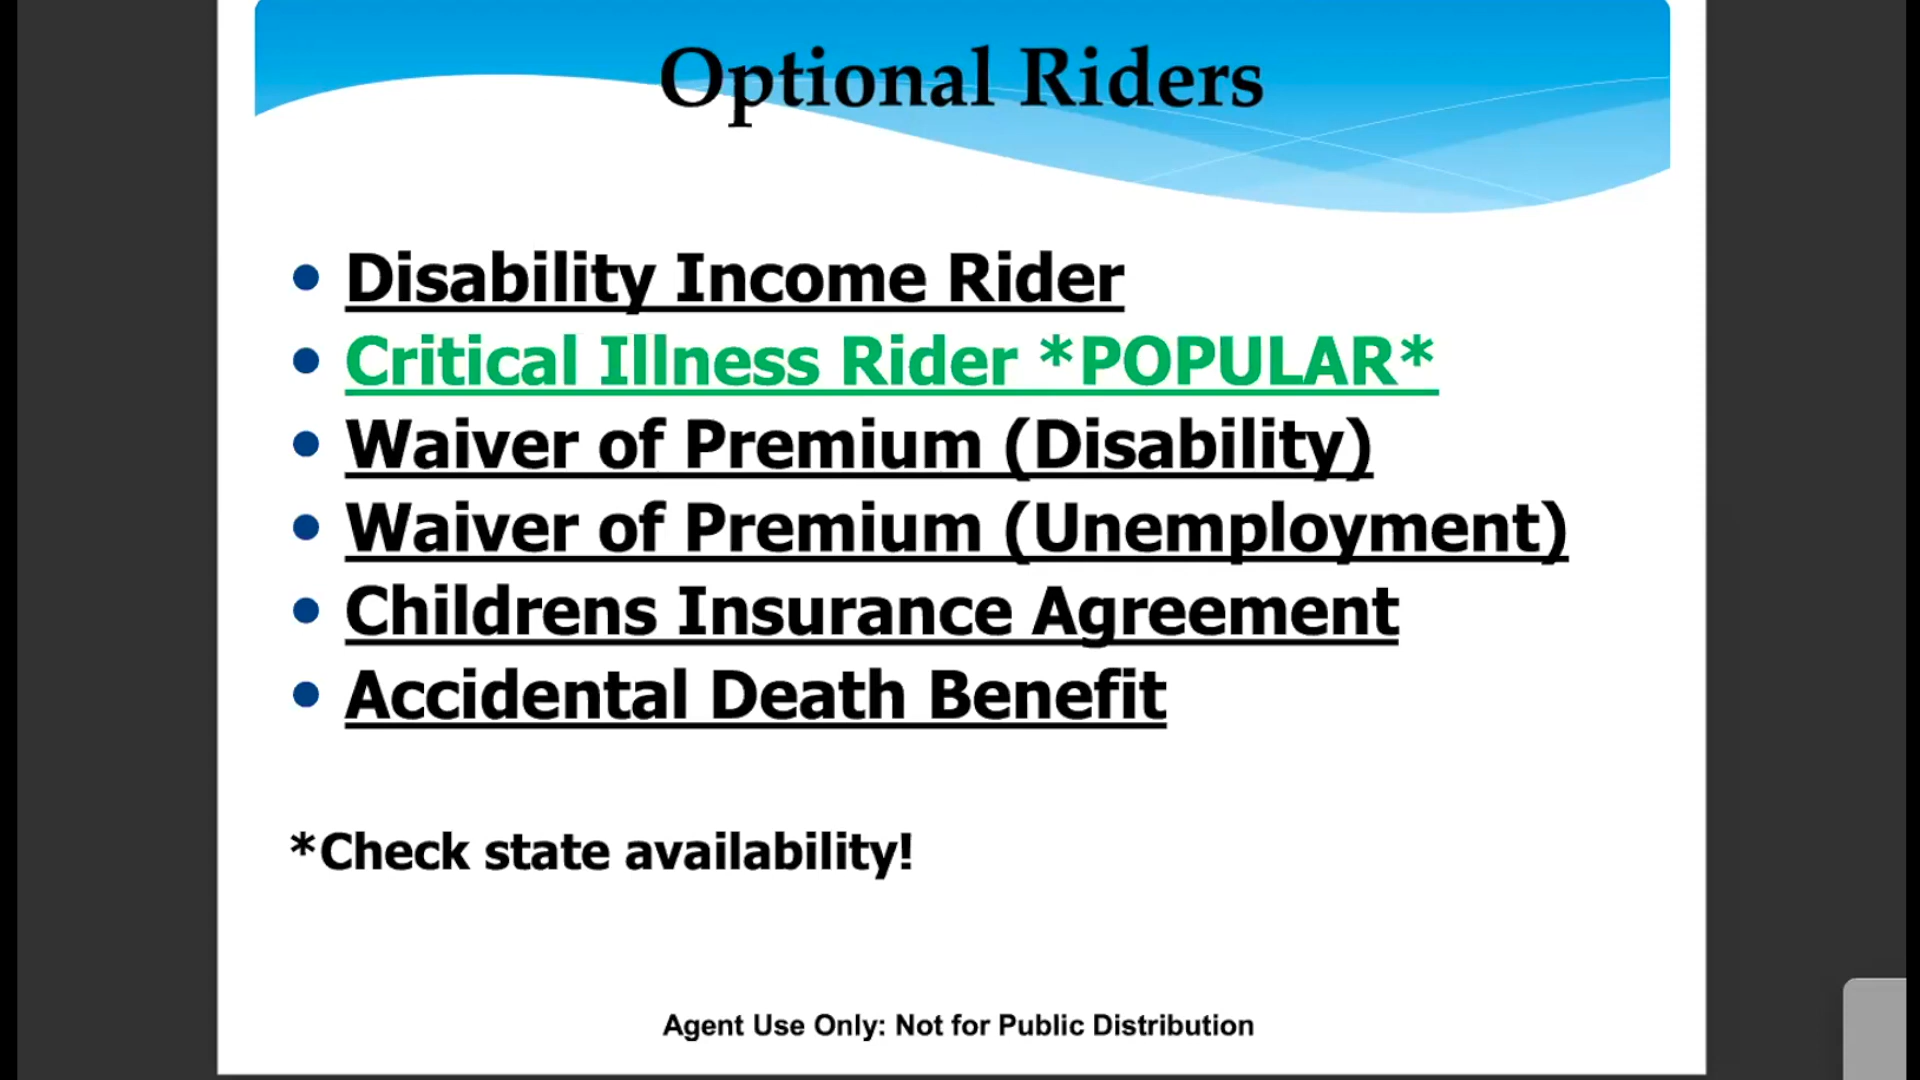 Optional Riders
Disability Income Rider
Critical Illness Rider *POPULAR*
Waiver of Premium (Disability)
Waiver of Premium (Unemployment)
Childrens Insurance Agreement
Accidental Death Benefit
*Check state availability!
Agent Use Only: Not for Public Distribution